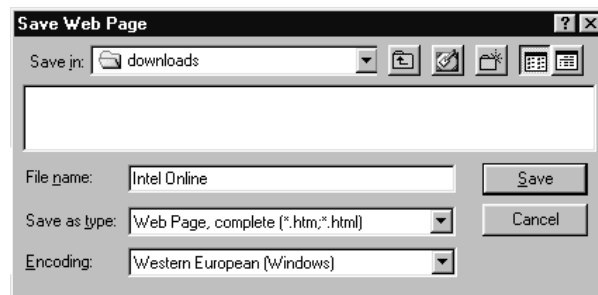 Save Web Page
Save in: downloads
File name: Intel Online Save
Save as type: Web Page, complete (*.htm;*.html) Cancel
Encoding: Western European (Windows)